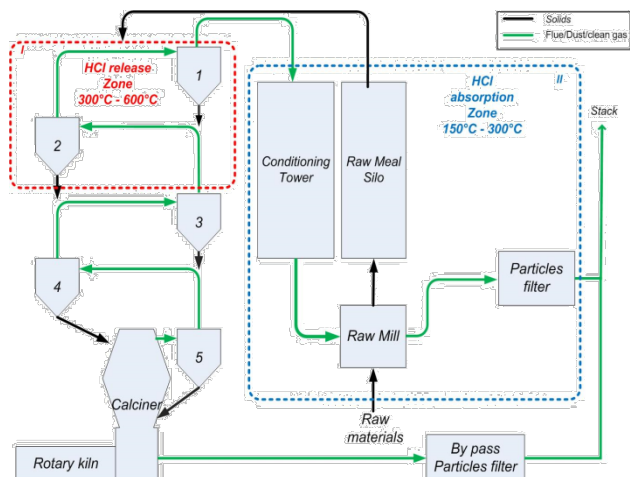 Solids
Flue/Dust/clean gas
I
HCl release
Zone
300°C - 600°C
1
2
3
4
5
Calciner
Rotary kiln
II
HCl
absorption
Zone
150°C - 300°C
Conditioning
Tower
Raw Meal
Silo
Raw Mill
Raw
materials
Particles
filter
Stack
By pass
Particles filter